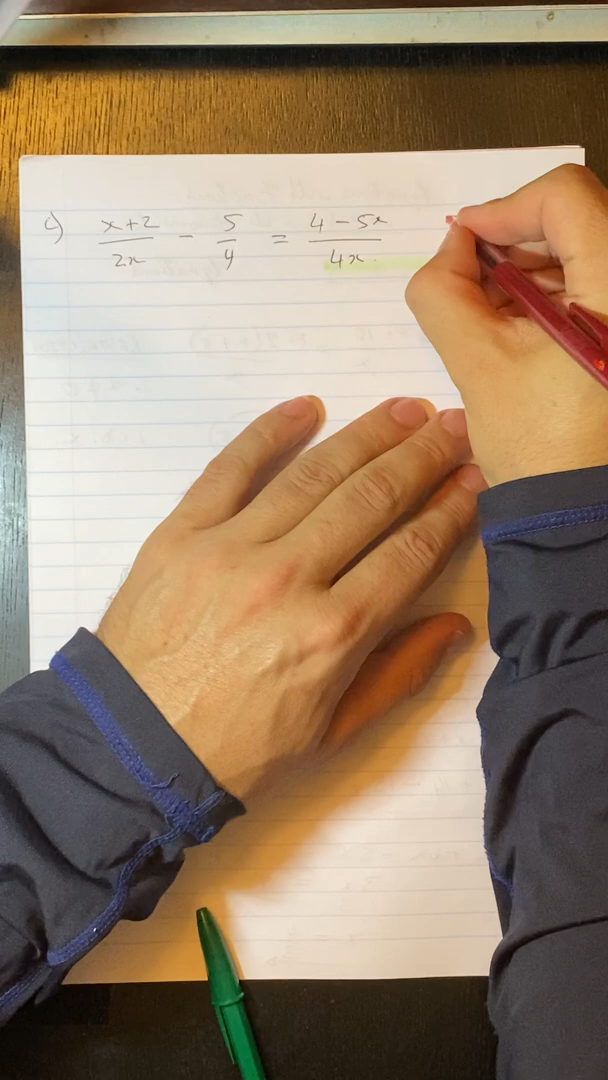 c) x+2/2x - 5/4 = 4-5x/4x